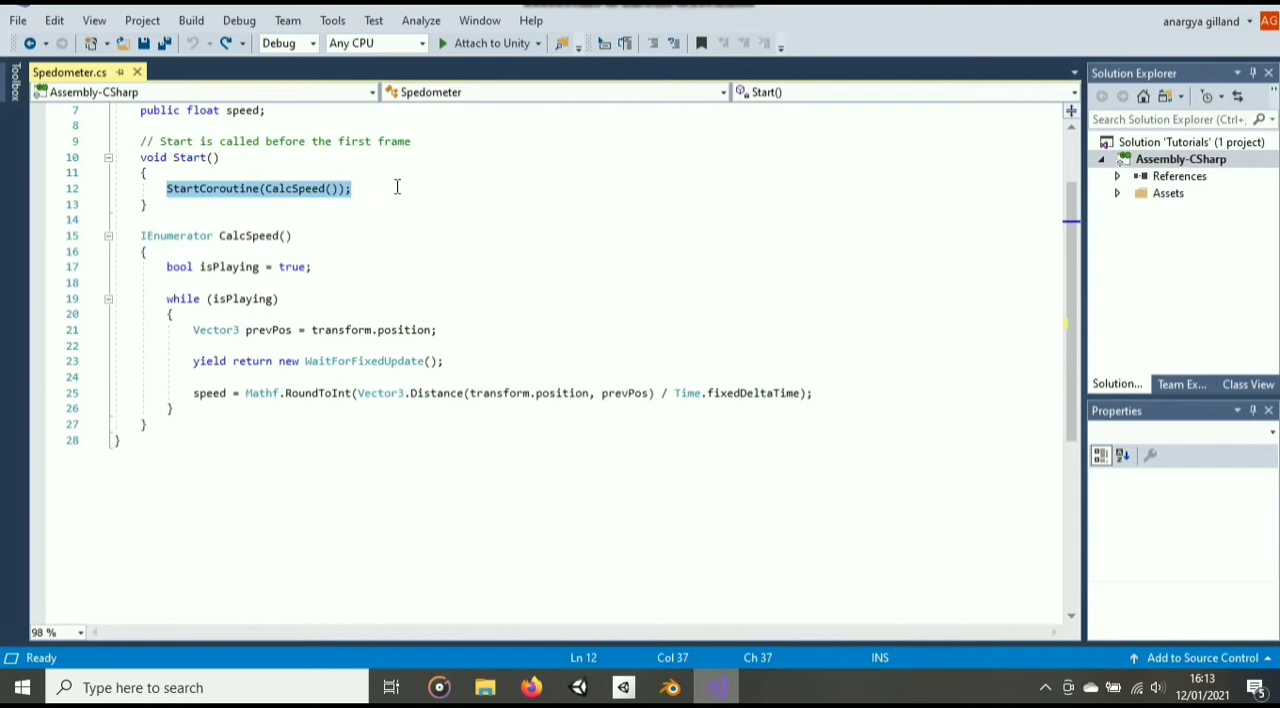 File Edit View Project Build Debug Team Tools Test Analyze Window Help
anargya gilland AG
Debug Any CPU Attach to Unity
Toolbox
Spedometer.cs
Assembly-CSharp Spedometer Start()
7 public float speed;
8
9 // Start is called before the first frame
10 void Start()
11 {
12 StartCoroutine(CalcSpeed());
13 }
14
15 IEnumerator CalcSpeed()
16 {
17 bool isPlaying = true;
18
19 while (isPlaying)
20 {
21 Vector3 prevPos = transform.position;
22
23 yield return new WaitForFixedUpdate();
24
25 speed = Mathf.RoundToInt(Vector3.Distance(transform.position, prevPos) / Time.fixedDeltaTime);
26 }
27 }
28 }
98 %
Solution Explorer
Search Solution Explorer (Ctrl+;
Solution 'Tutorials' (1 project)
Assembly-CSharp
References
Assets
Solution... Team Ex... Class View
Properties
Ready Ln 12 Col 37 Ch 37 INS Add to Source Control
Type here to search
16:13
12/01/2021
5